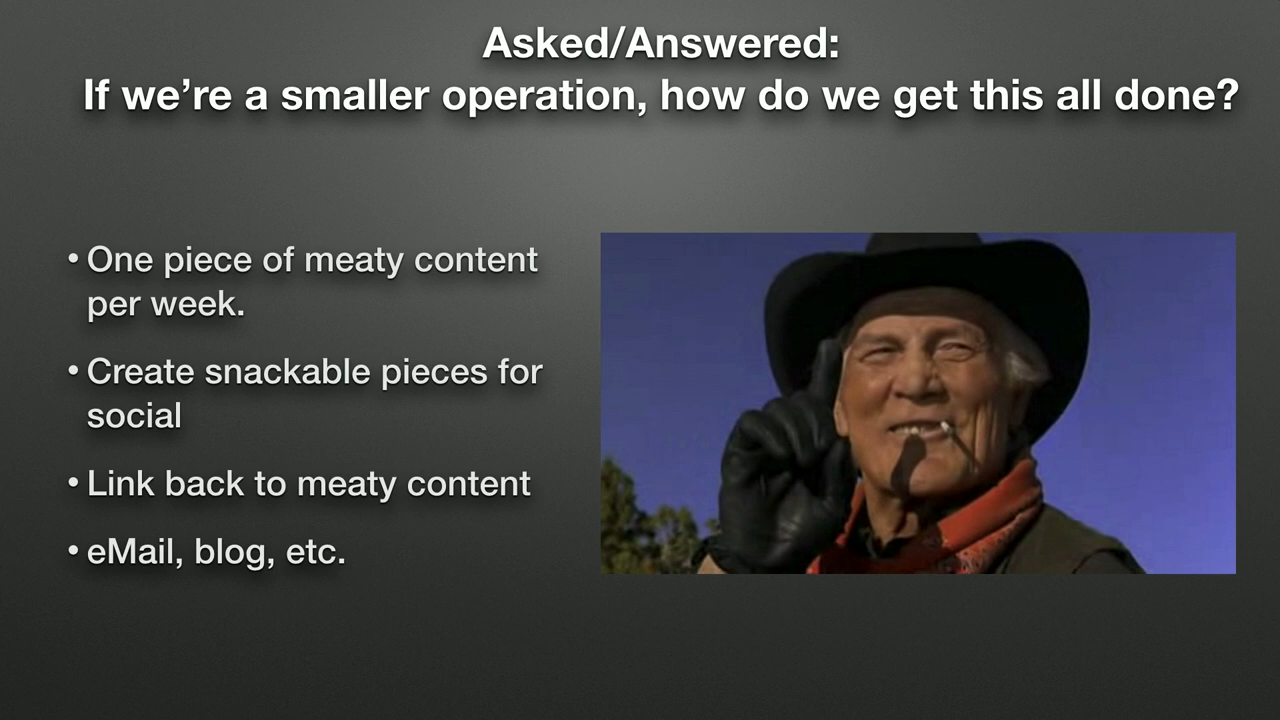 Asked/Answered:
If we’re a smaller operation, how do we get this all done?
• One piece of meaty content
per week.
• Create snackable pieces for
social
• Link back to meaty content
• eMail, blog, etc.